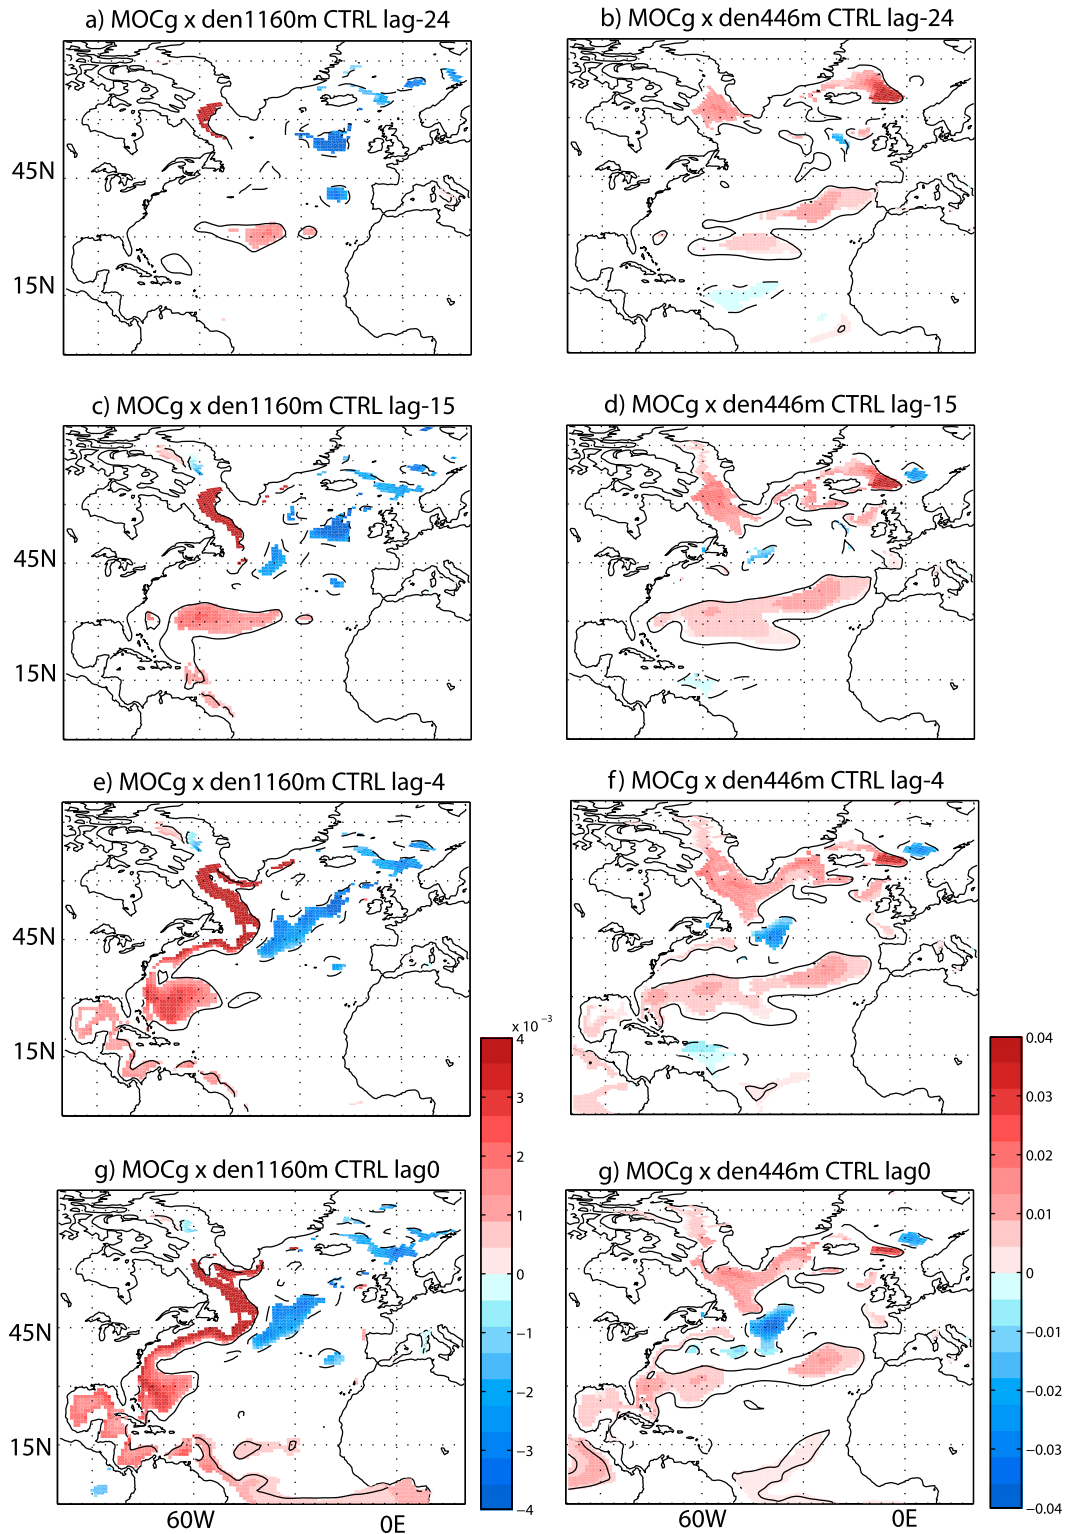 a) MOCg x den1160m CTRL lag-24
b) MOCg x den446m CTRL lag-24
45N
15N
c) MOCg x den1160m CTRL lag-15
d) MOCg x den446m CTRL lag-15
45N
15N
e) MOCg x den1160m CTRL lag-4
f) MOCg x den446m CTRL lag-4
45N
15N
x 10⁻³
4
3
2
1
0
−1
−2
−3
−4
0.04
0.03
0.02
0.01
0
−0.01
−0.02
−0.03
−0.04
g) MOCg x den1160m CTRL lag0
g) MOCg x den446m CTRL lag0
45N
15N
60W
0E
60W
0E